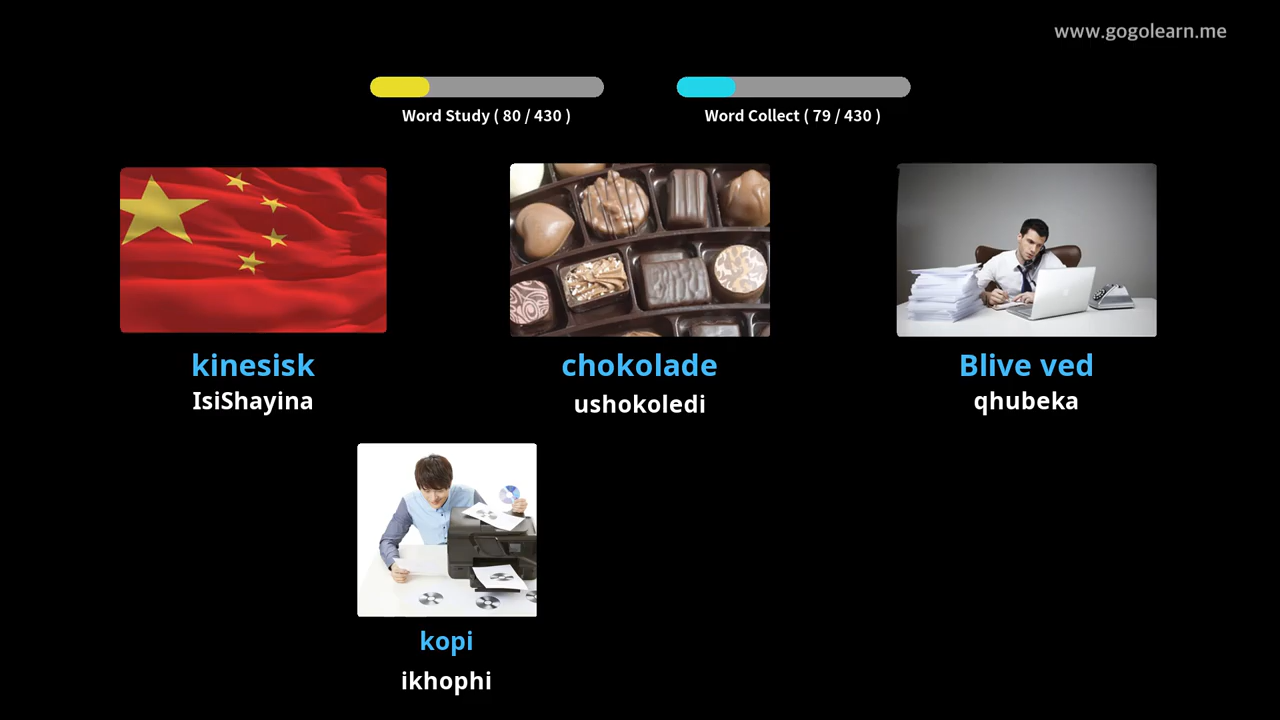 www.gogolearn.me
Word Study ( 80 / 430 )
Word Collect ( 79 / 430 )
kinesisk
IsiShayina
chokolade
ushokoledi
Blive ved
qhubeka
kopi
ikhophi